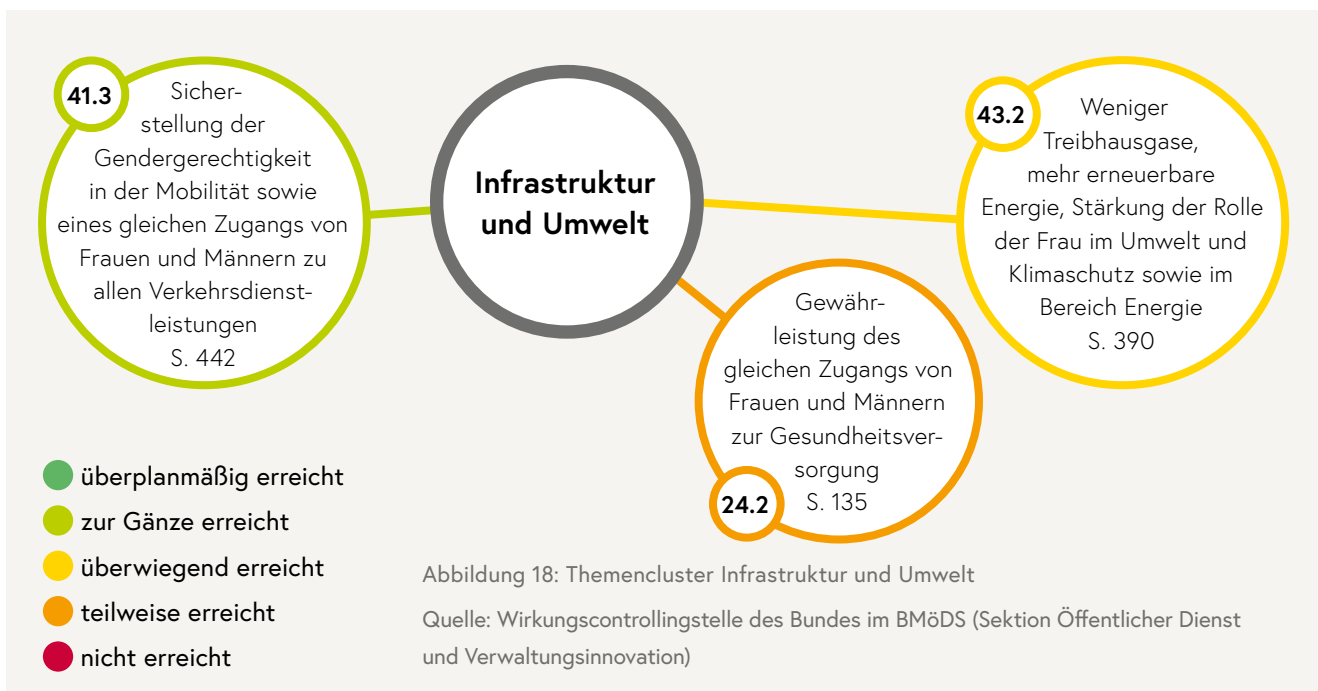 41.3
Sicher-
stellung der
Gendergerechtigkeit
in der Mobilität sowie
eines gleichen Zugangs von
Frauen und Männern zu
allen Verkehrsdienst-
leistungen
S. 442
Infrastruktur
und Umwelt
43.2
Weniger
Treibhausgase,
mehr erneuerbare
Energie, Stärkung der Rolle
der Frau im Umwelt und
Klimaschutz sowie im
Bereich Energie
S. 390
Gewähr-
leistung des
gleichen Zugangs von
Frauen und Männern
zur Gesundheitsver-
sorgung
S. 135
24.2
überplanmäßig erreicht
zur Gänze erreicht
überwiegend erreicht
teilweise erreicht
nicht erreicht
Abbildung 18: Themencluster Infrastruktur und Umwelt
Quelle: Wirkungscontrollingstelle des Bundes im BMöDS (Sektion Öffentlicher Dienst
und Verwaltungsinnovation)